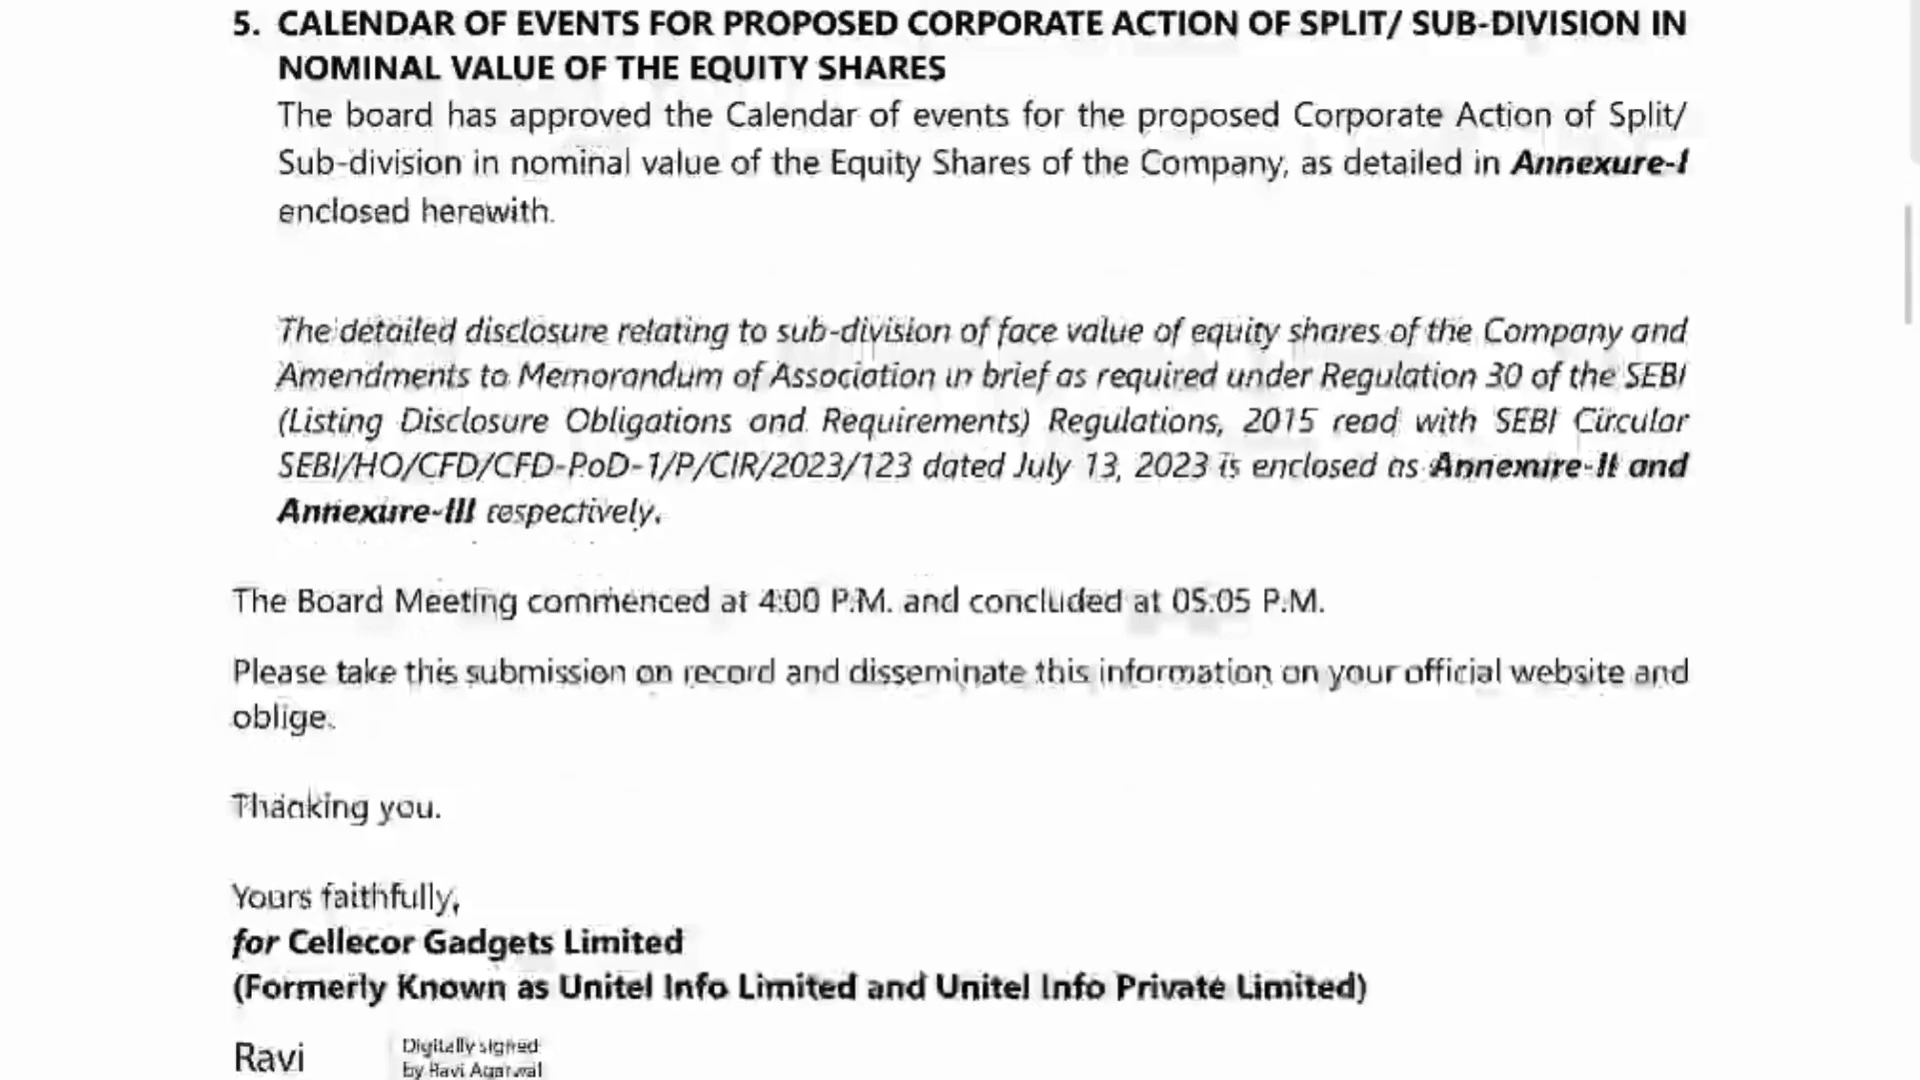 5. CALENDAR OF EVENTS FOR PROPOSED CORPORATE ACTION OF SPLIT/ SUB-DIVISION IN
NOMINAL VALUE OF THE EQUITY SHARES
The board has approved the Calendar of events for the proposed Corporate Action of Split/
Sub-division in nominal value of the Equity Shares of the Company, as detailed in Annexure-I
enclosed herewith.
The detailed disclosure relating to sub-division of face value of equity shares of the Company and
Amendments to Memorandum of Association in brief as required under Regulation 30 of the SEBI
(Listing Disclosure Obligations and Requirements) Regulations, 2015 read with SEBI Circular
SEBI/HO/CFD/CFD-PoD-1/P/CIR/2023/123 dated July 13, 2023 is enclosed as Annexure-II and
Annexure-III respectively.
The Board Meeting commenced at 4:00 P.M. and concluded at 05:05 P.M.
Please take this submission on record and disseminate this information on your official website and
oblige.
Thanking you.
Yours faithfully,
for Cellecor Gadgets Limited
(Formerly Known as Unitel Info Limited and Unitel Info Private Limited)
Ravi
Digitally signed
by Ravi Agarwal